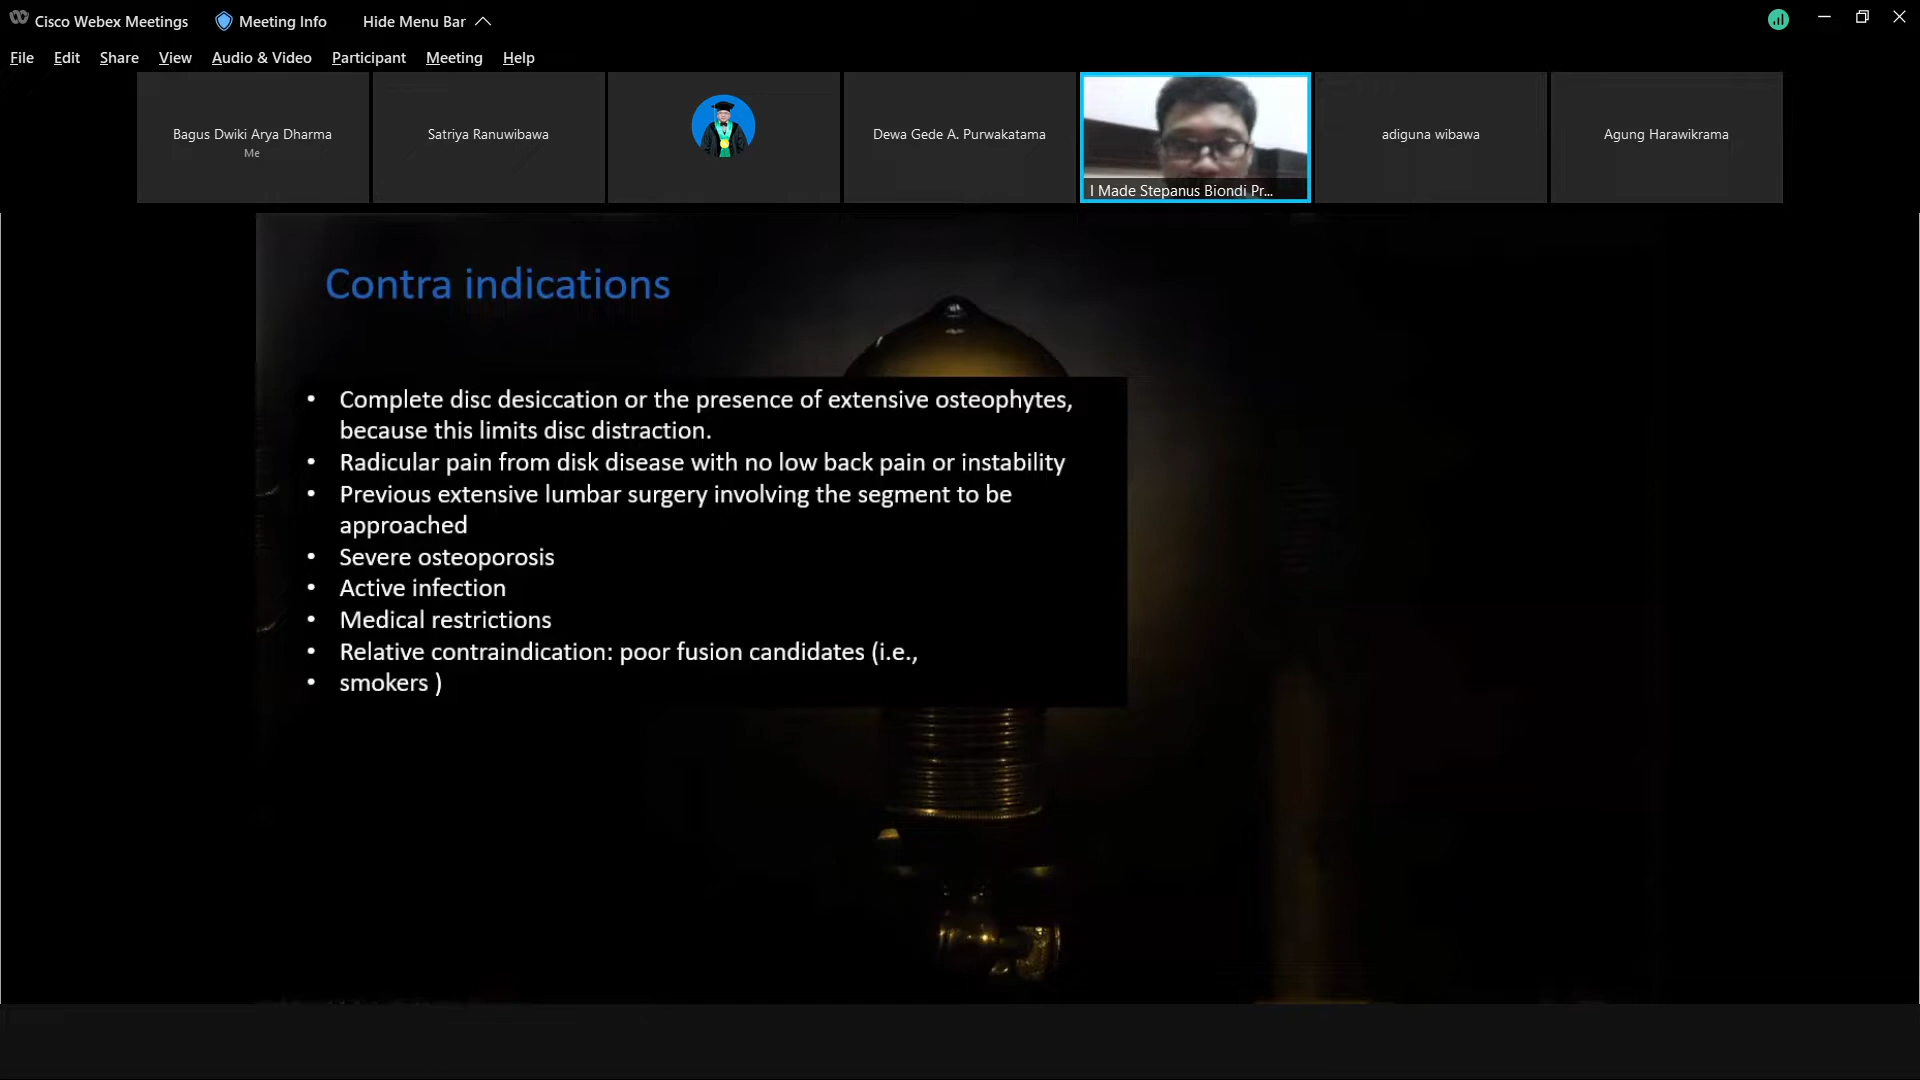 Cisco Webex Meetings
Meeting Info
Hide Menu Bar
File Edit Share View Audio & Video Participant Meeting Help
Bagus Dwiki Arya Dharma
Me
Satriya Ranuwibawa
Dewa Gede A. Purwakatama
I Made Stepanus Biondi Pr...
adiguna wibawa
Agung Harawikrama
Contra indications
• Complete disc desiccation or the presence of extensive osteophytes,
because this limits disc distraction.
• Radicular pain from disk disease with no low back pain or instability
• Previous extensive lumbar surgery involving the segment to be
approached
• Severe osteoporosis
• Active infection
• Medical restrictions
• Relative contraindication: poor fusion candidates (i.e.,
• smokers )